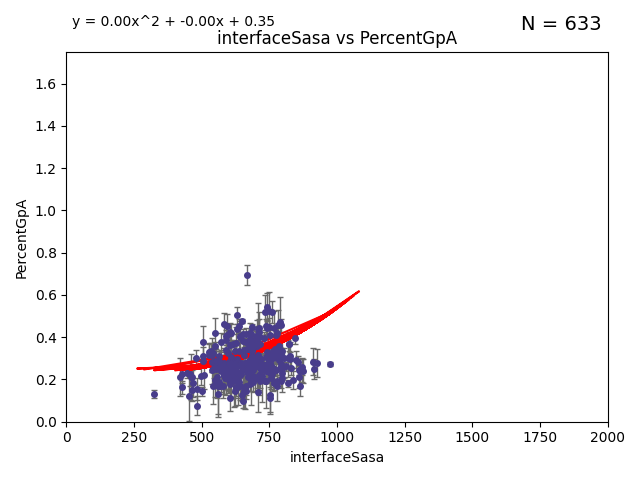 y = 0.00x^2 + -0.00x + 0.35
N = 633
interfaceSasa vs PercentGpA
PercentGpA
1.6
1.4
1.2
1.0
0.8
0.6
0.4
0.2
0.0
0 250 500 750 1000 1250 1500 1750 2000
interfaceSasa